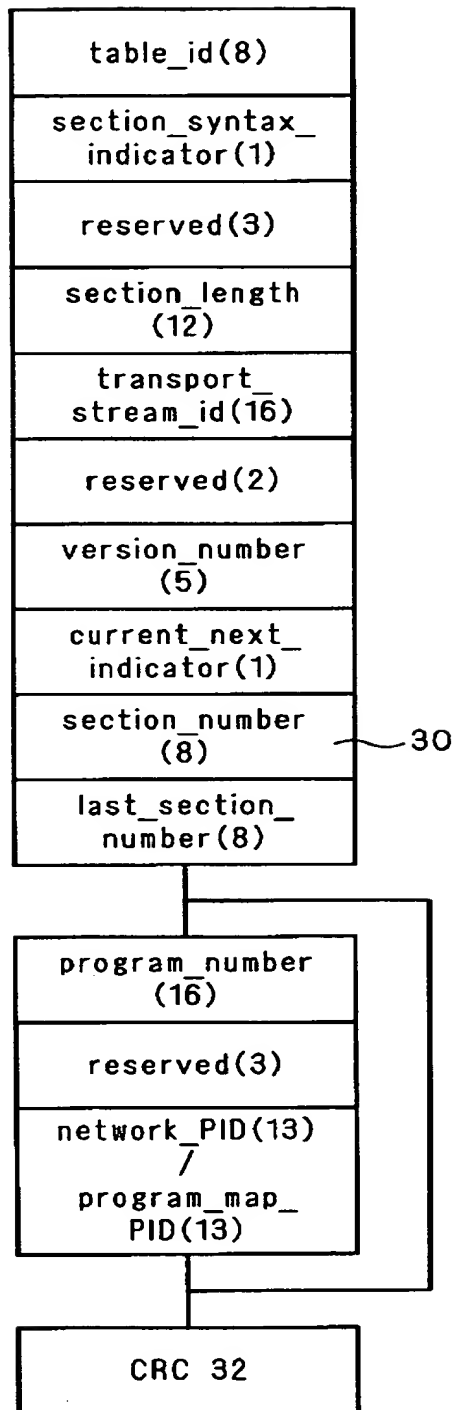 table_id(8)
section_syntax_
indicator(1)
reserved(3)
section_length
(12)
transport_
stream_id(16)
reserved(2)
version_number
(5)
current_next_
indicator(1)
section_number
(8)
30
last_section_
number(8)
program_number
(16)
reserved(3)
network_PID(13)
/
program_map_
PID(13)
CRC 32